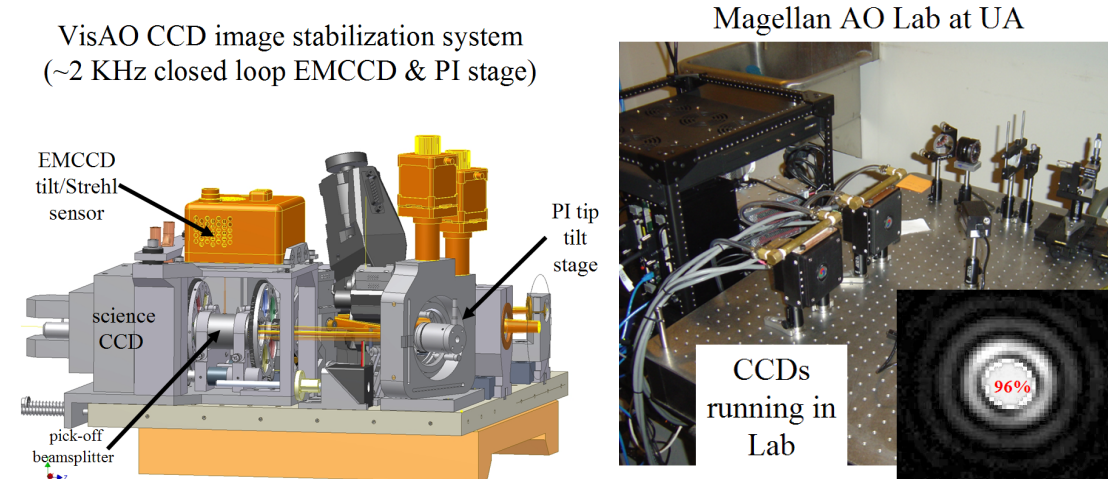 VisAO CCD image stabilization system
(~2 KHz closed loop EMCCD & PI stage)
EMCCD
tilt/Strehl
sensor
PI tip
tilt
stage
science
CCD
pick-off
beamsplitter
z
Magellan AO Lab at UA
CCDs
running in
Lab
96%